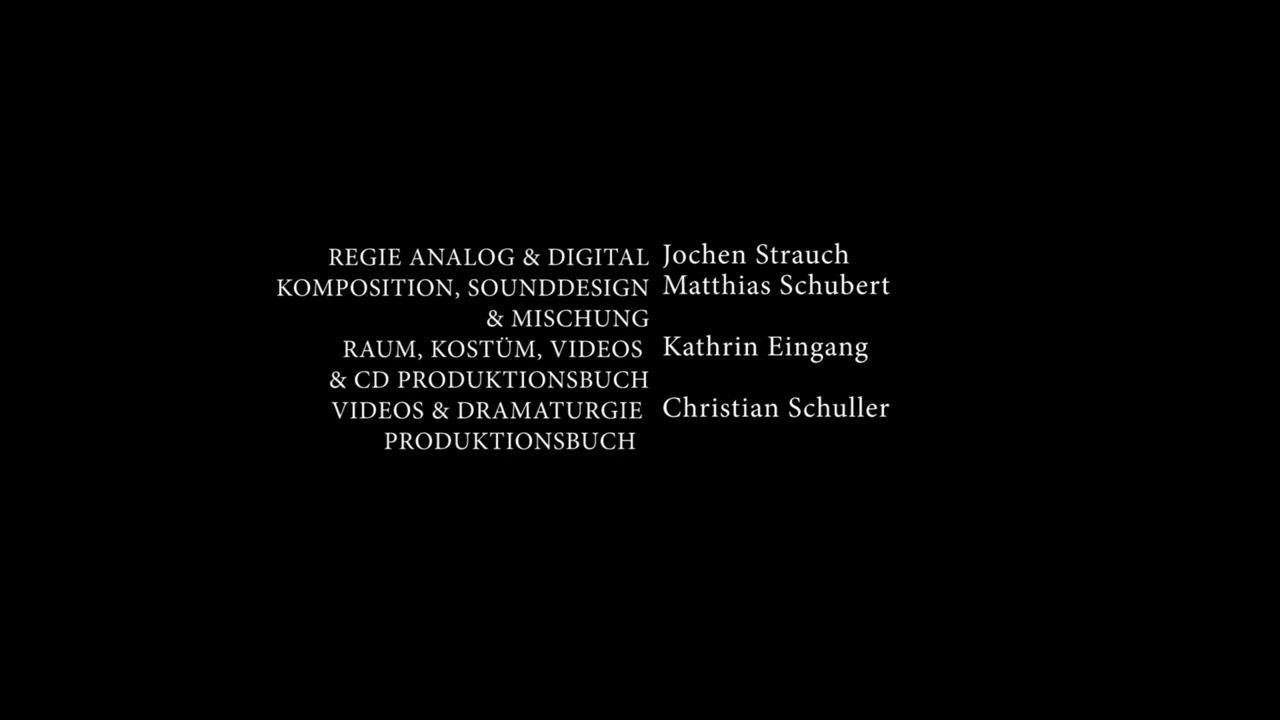 REGIE ANALOG & DIGITAL Jochen Strauch
KOMPOSITION, SOUNDDESIGN Matthias Schubert
& MISCHUNG
RAUM, KOSTÜM, VIDEOS Kathrin Eingang
& CD PRODUKTIONSBUCH
VIDEOS & DRAMATURGIE Christian Schuller
PRODUKTIONSBUCH